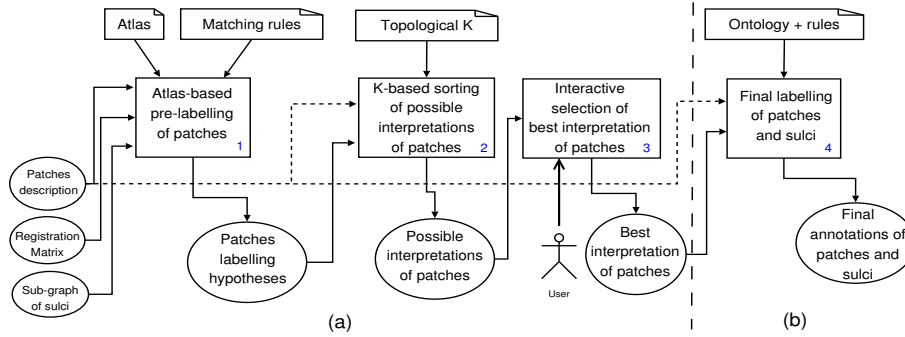 Atlas
Matching rules
Topological K
Ontology + rules
Atlas-based
pre-labelling
of patches
1
K-based sorting
of possible
interpretations
of patches
2
Interactive
selection of
best interpretation
of patches
3
Final labelling
of patches
and sulci
4
Patches
description
Registration
Matrix
Sub-graph
of sulci
Patches
labelling
hypotheses
Possible
interpretations
of patches
User
Best
interpretation
of patches
Final
annotations of
patches and
sulci
(a)
(b)